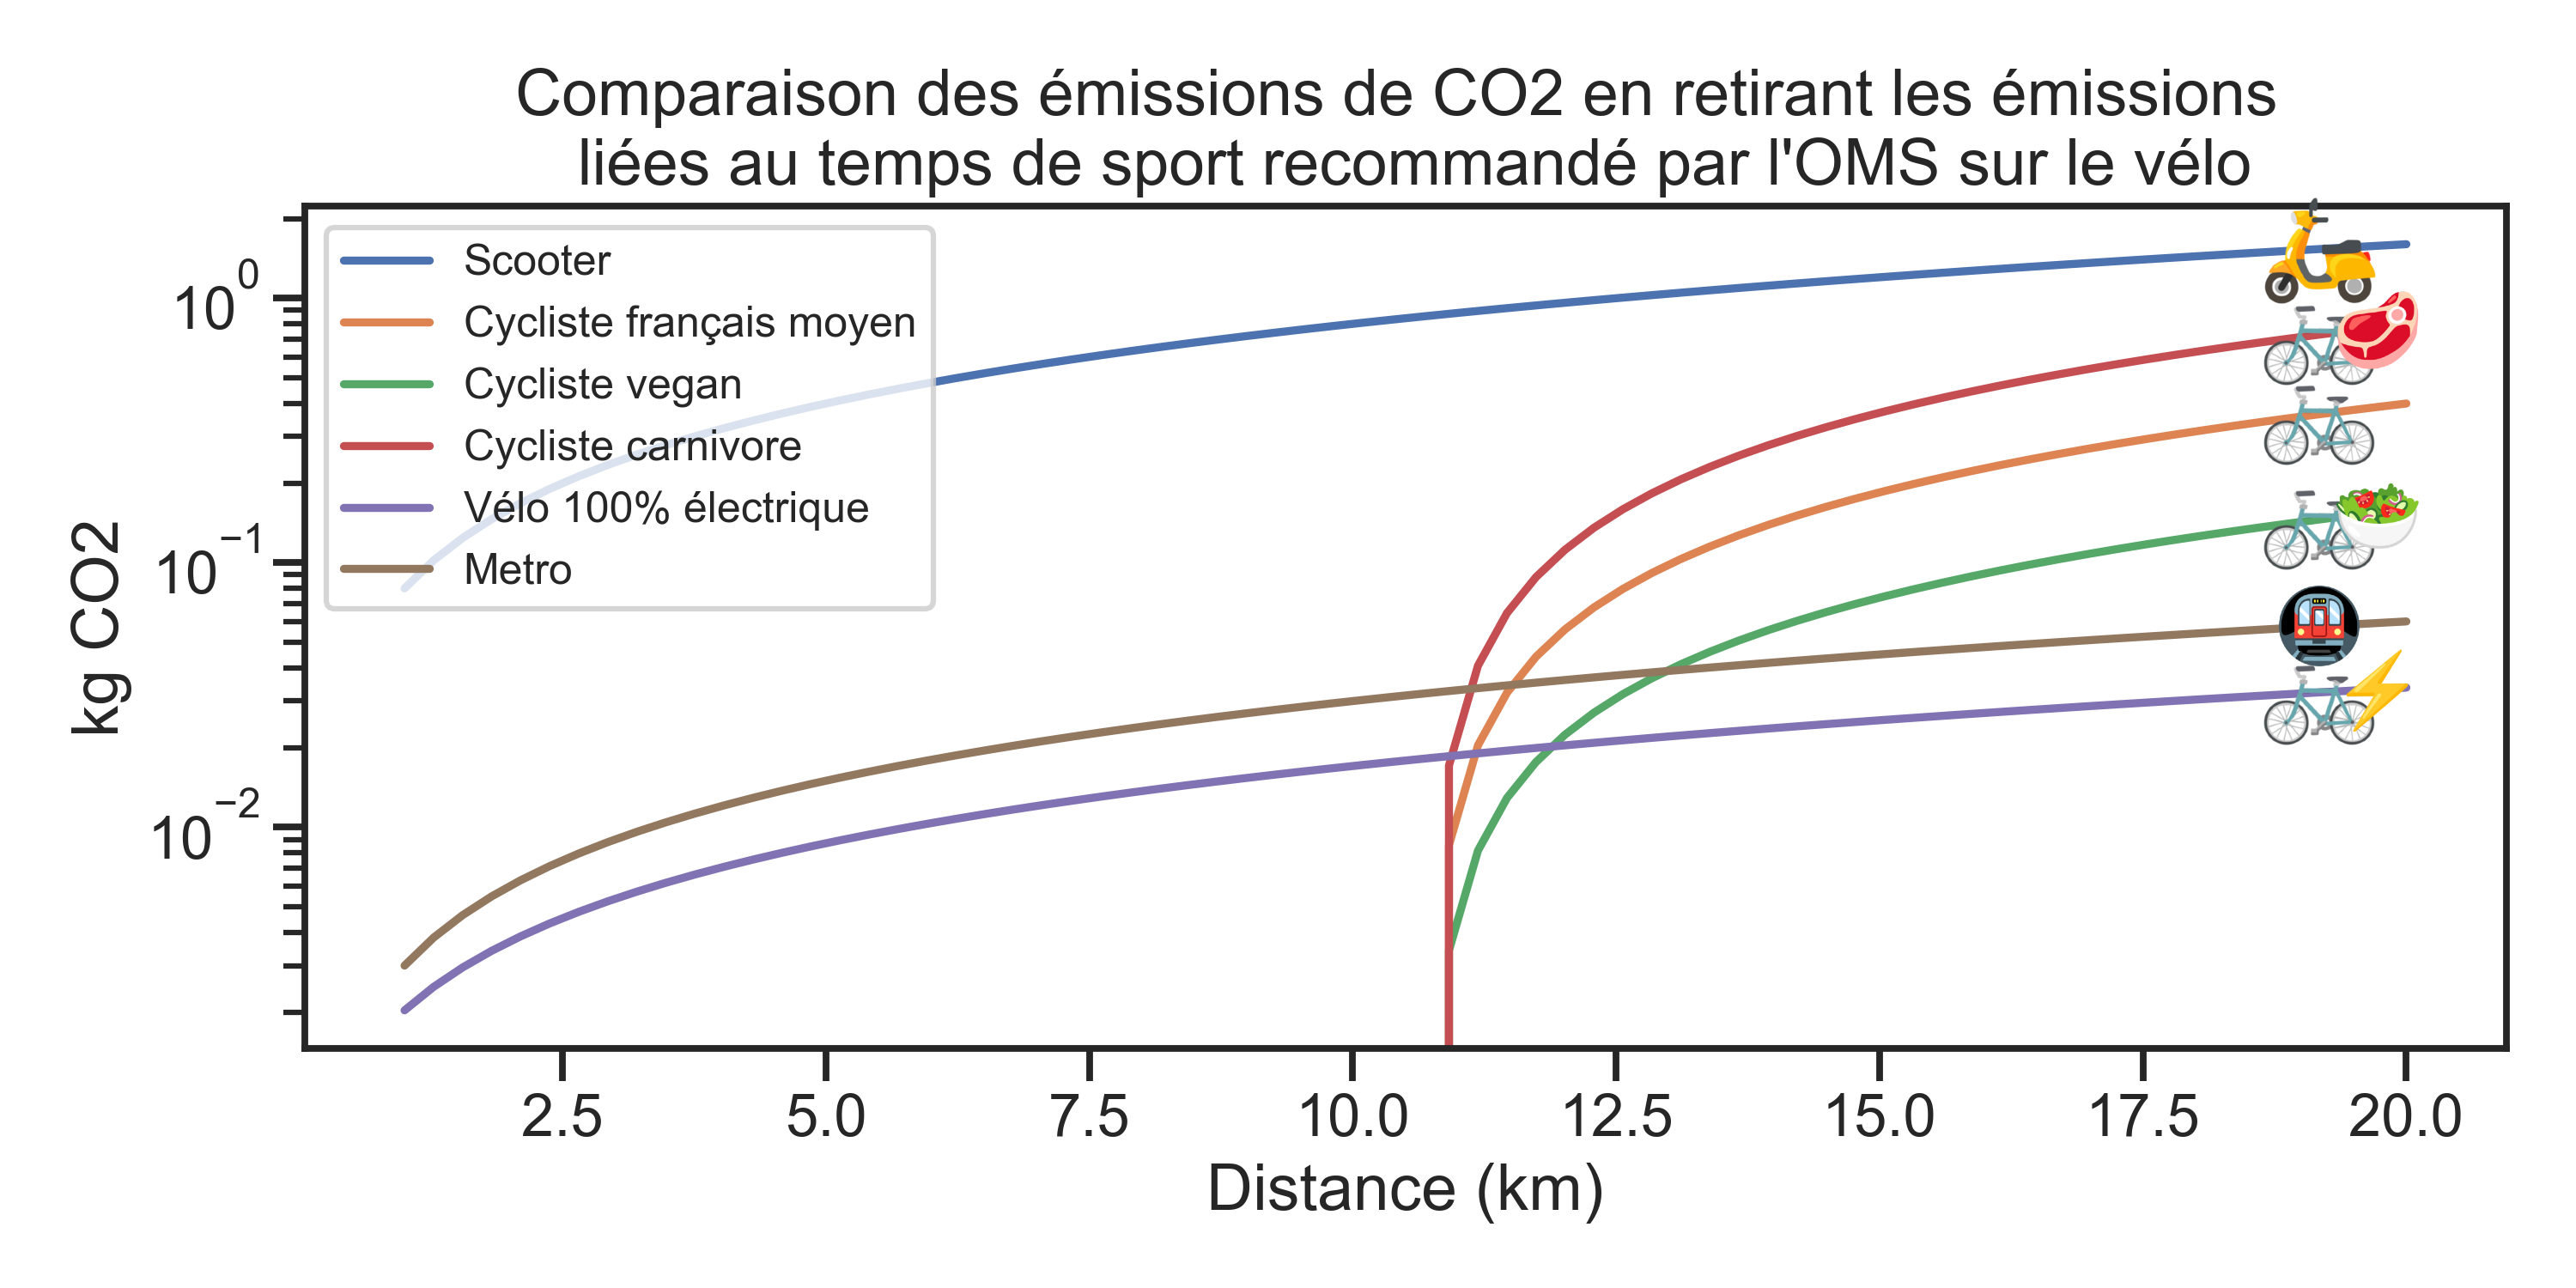 Comparaison des émissions de CO2 en retirant les émissions
liées au temps de sport recommandé par l'OMS sur le vélo
Scooter
Cycliste français moyen
Cycliste vegan
Cycliste carnivore
Vélo 100% électrique
Metro
kg CO2
10⁰
10⁻¹
10⁻²
2.5 5.0 7.5 10.0 12.5 15.0 17.5 20.0
Distance (km)